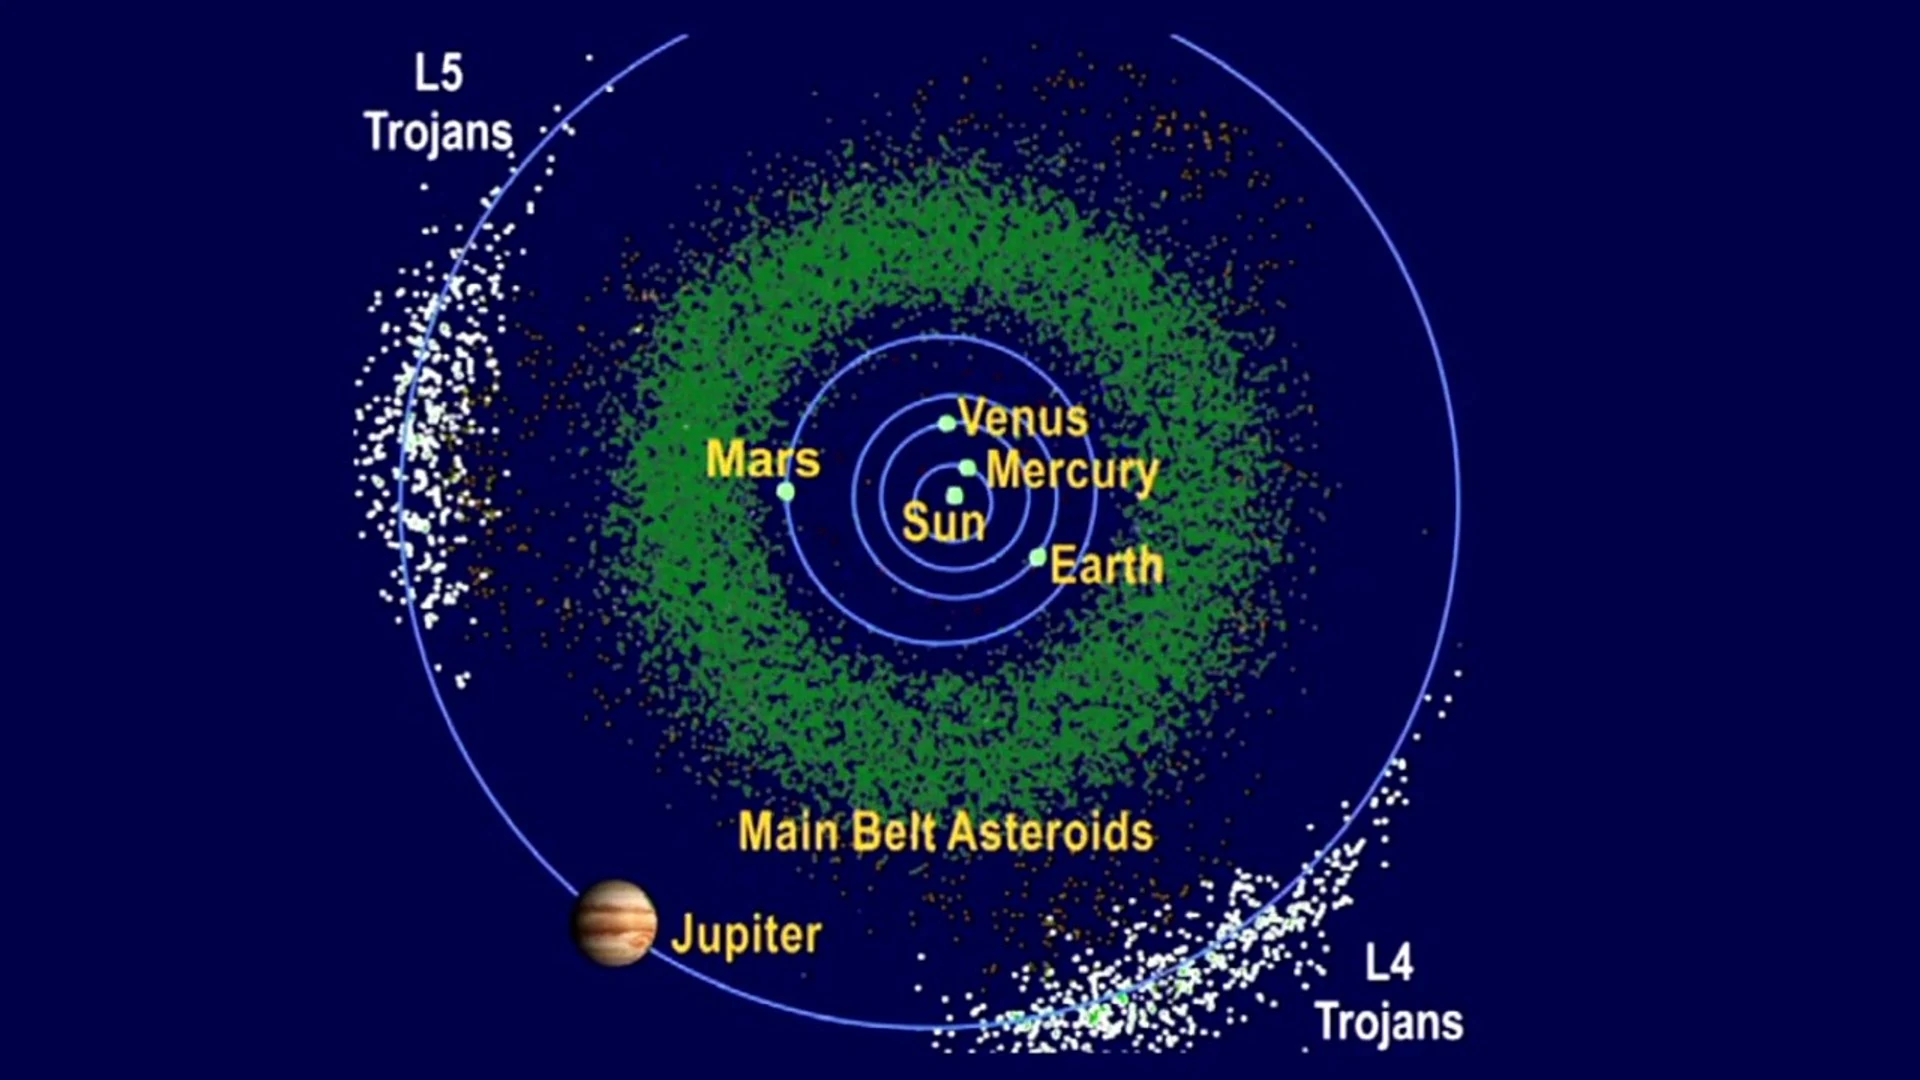 L5
Trojans
Venus
Mars
Mercury
Sun
Earth
Main Belt Asteroids
Jupiter
L4
Trojans